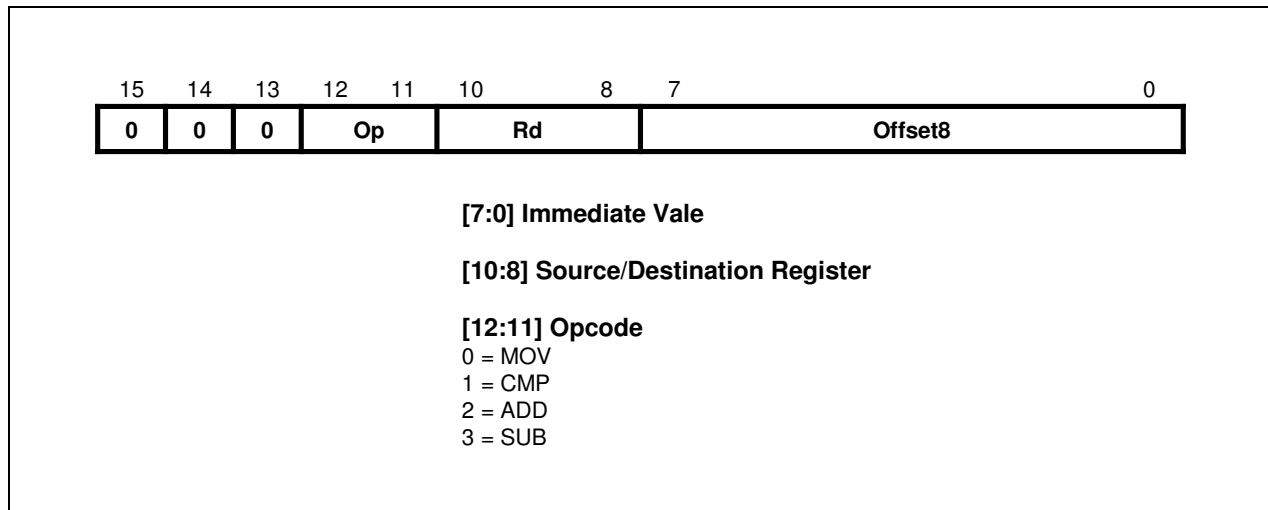 15 14 13 12 11 10 8 7 0
0 0 0 Op Rd Offset8
[7:0] Immediate Vale
[10:8] Source/Destination Register
[12:11] Opcode
0 = MOV
1 = CMP
2 = ADD
3 = SUB